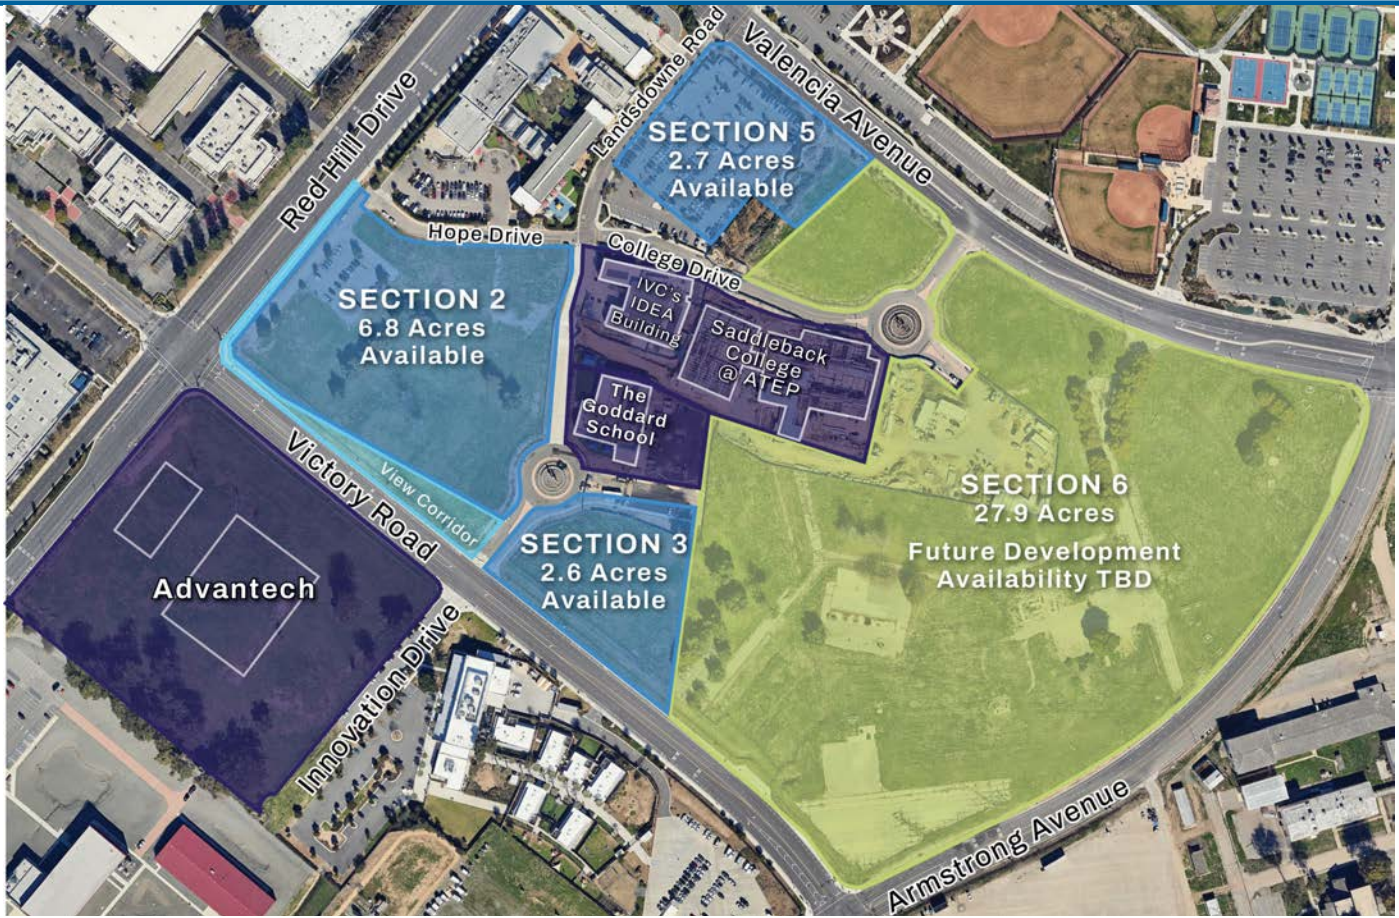 Valencia Avenue
Landsdowne Road
Red Hill Drive
SECTION 5
2.7 Acres
Available
Hope Drive
College Drive
SECTION 2
6.8 Acres
Available
IVC's
IDEA
Building
Saddleback
College
@ ATEP
The
Goddard
School
View Corridor
Victory Road
SECTION 6
27.9 Acres
Future Development
Availability TBD
SECTION 3
2.6 Acres
Available
Advantech
Innovation Drive
Armstrong Avenue